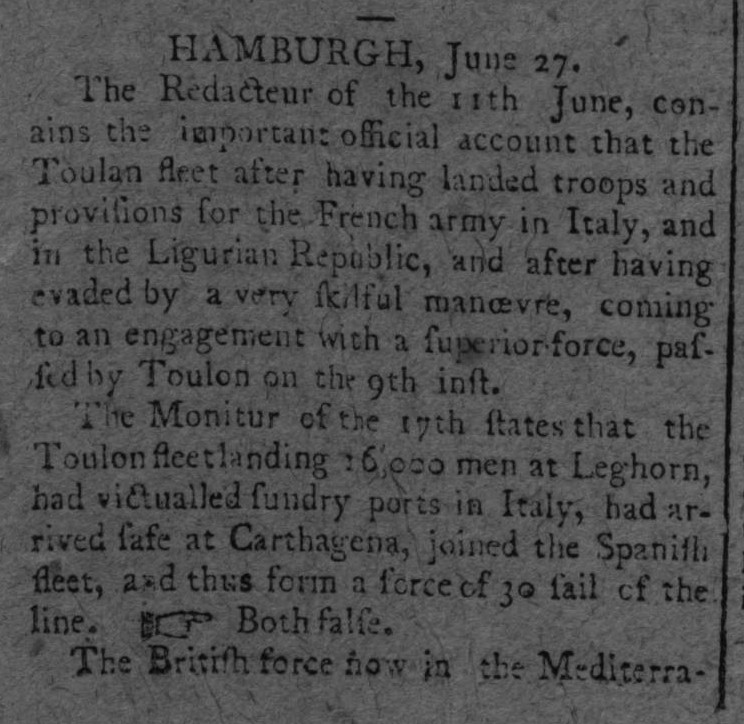 HAMBURGH, June 27.
The Redacteur of the 11th June, con-
ains the important official account that the
Toulan fleet after having landed troops and
proviſions for the French army in Italy, and
in the Ligurian Republic, and after having
evaded by a very ſkilful manœvre, coming
to an engagement with a ſuperior force, paſ-
ſed by Toulon on the 9th inſt.
The Monitur of the 17th ſtates that the
Toulon fleet landing 16,000 men at Leghorn,
had victualled ſundry ports in Italy, had ar-
rived ſafe at Carthagena, joined the Spaniſh
fleet, and thus form a force of 30 ſail of the
line. ☞ Both falſe.
The Britiſh force now in the Mediterra-